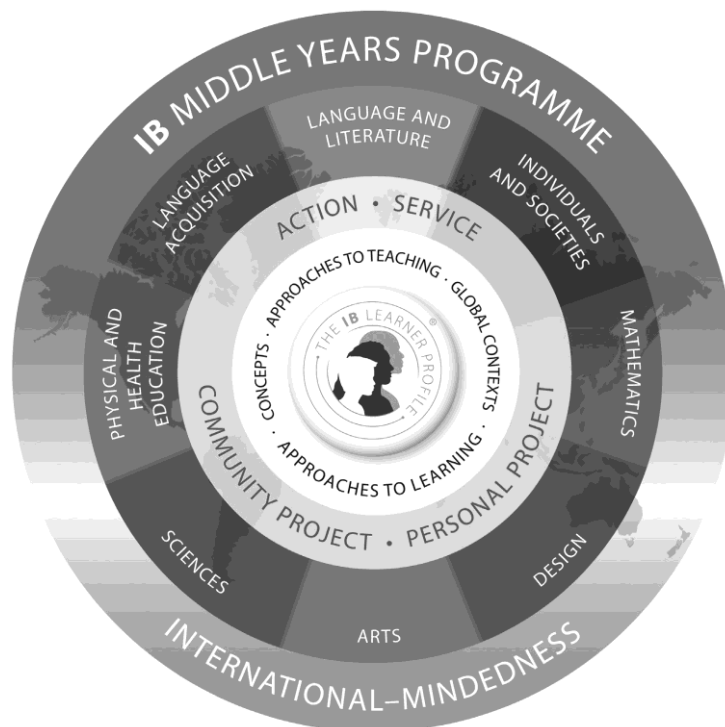 IB MIDDLE YEARS PROGRAMME
LANGUAGE AND
LITERATURE
INDIVIDUALS
AND SOCIETIES
MATHEMATICS
DESIGN
ARTS
SCIENCES
PHYSICAL AND
HEALTH
EDUCATION
LANGUAGE
ACQUISITION
ACTION · SERVICE
PERSONAL PROJECT
· COMMUNITY PROJECT
APPROACHES TO TEACHING · GLOBAL CONTEXTS ·
APPROACHES TO LEARNING · CONCEPTS ·
· THE IB LEARNER PROFILE ·
®
INTERNATIONAL–MINDEDNESS